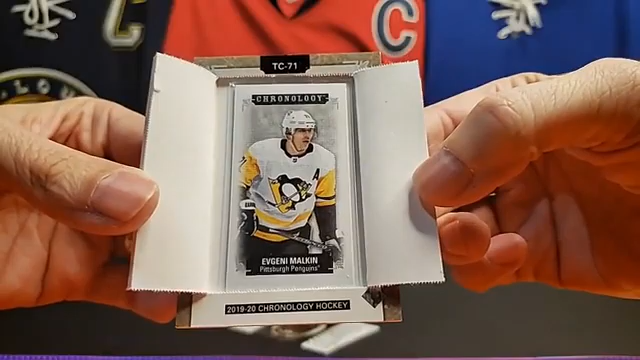 C
C
TC-71
CHRONOLOGY
A
EVGENI MALKIN
Pittsburgh Penguins®
2019-20 CHRONOLOGY HOCKEY